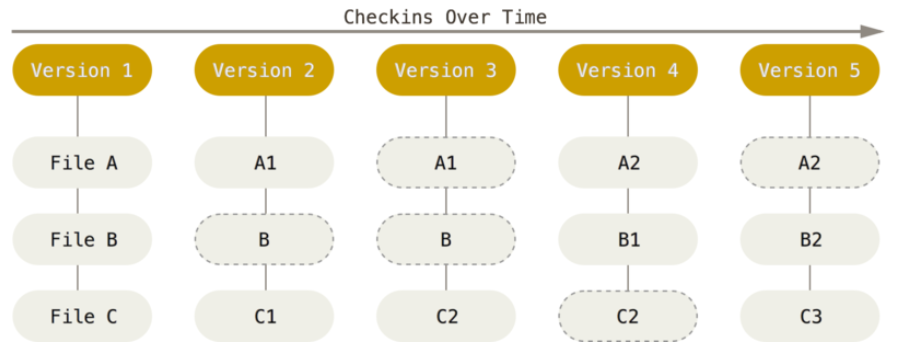 Checkins Over Time
Version 1 Version 2 Version 3 Version 4 Version 5
File A A1 A1 A2 A2
File B B B B1 B2
File C C1 C2 C2 C3